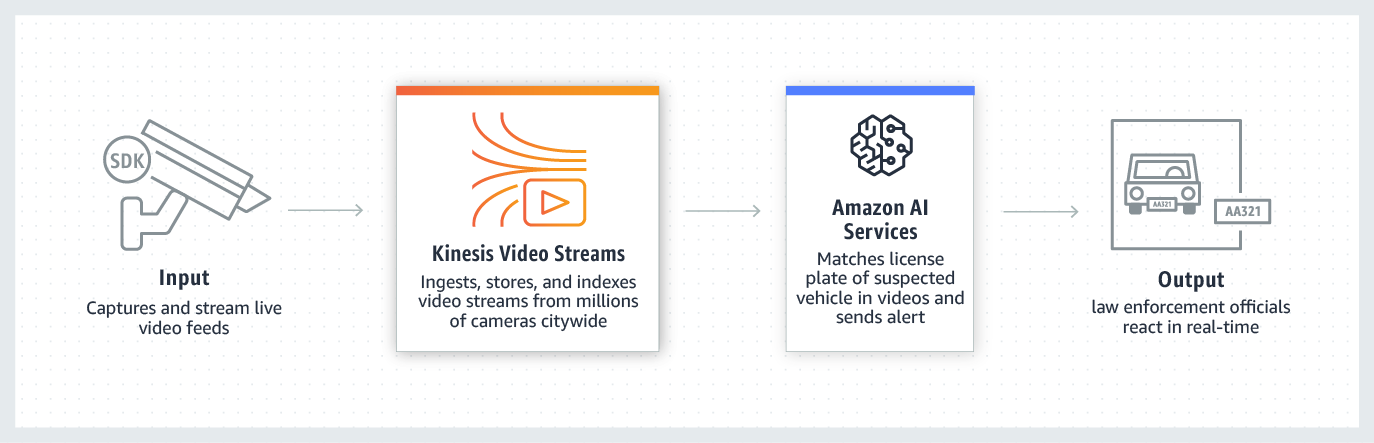 SDK
Input
Captures and stream live
video feeds
Kinesis Video Streams
Ingests, stores, and indexes
video streams from millions
of cameras citywide
Amazon AI
Services
Matches license
plate of suspected
vehicle in videos and
sends alert
AA321
AA321
Output
law enforcement officials
react in real-time